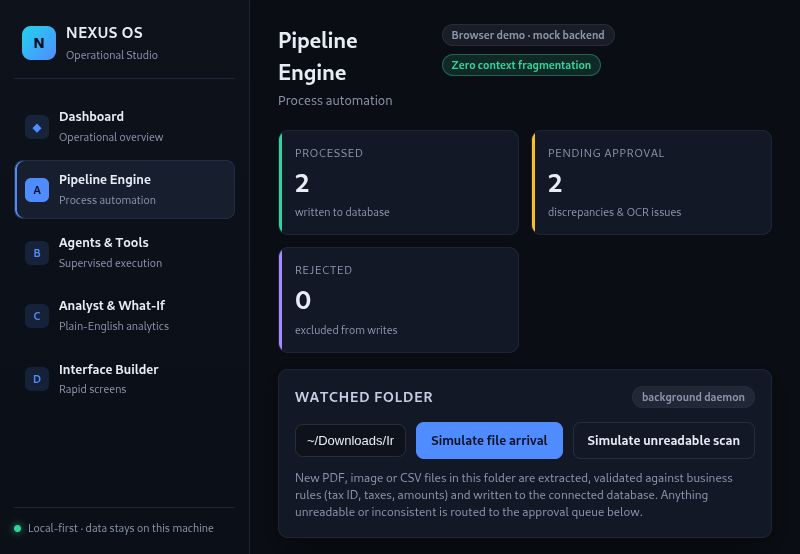 N
NEXUS OS
Operational Studio
Dashboard
Operational overview
A
Pipeline Engine
Process automation
B
Agents & Tools
Supervised execution
C
Analyst & What-If
Plain-English analytics
D
Interface Builder
Rapid screens
Local-first · data stays on this machine
Pipeline
Engine
Process automation
Browser demo · mock backend
Zero context fragmentation
PROCESSED
2
written to database
PENDING APPROVAL
2
discrepancies & OCR issues
REJECTED
0
excluded from writes
WATCHED FOLDER
background daemon
~/Downloads/Ir
Simulate file arrival
Simulate unreadable scan
New PDF, image or CSV files in this folder are extracted, validated against business
rules (tax ID, taxes, amounts) and written to the connected database. Anything
unreadable or inconsistent is routed to the approval queue below.